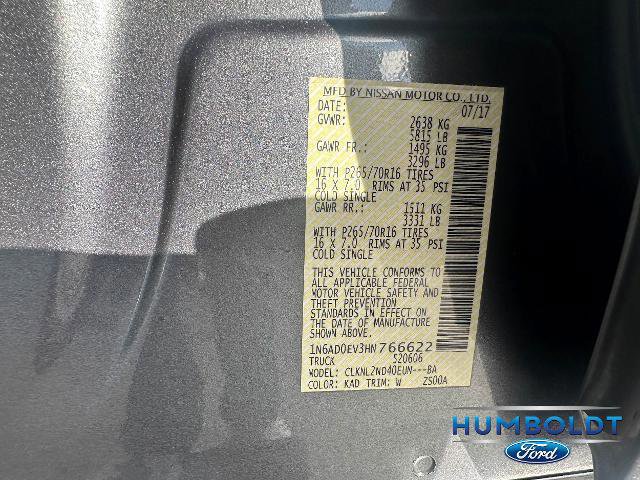 MFD BY NISSAN MOTOR CO., LTD.
DATE: 07/17
GVWR: 2638 KG
5815 LB
GAWR FR.: 1495 KG
3296 LB
WITH P265/70R16 TIRES
16 X 7.0 RIMS AT 35 PSI
COLD SINGLE
GAWR RR.: 1511 KG
3331 LB
WITH P265/70R16 TIRES
16 X 7.0 RIMS AT 35 PSI
COLD SINGLE
THIS VEHICLE CONFORMS TO
ALL APPLICABLE FEDERAL
MOTOR VEHICLE SAFETY AND
THEFT PREVENTION
STANDARDS IN EFFECT ON
THE DATE OF MANUFACTURE
SHOWN ABOVE.
1N6AD0EV3HN766622
TRUCK 520606
MODEL: CLKNLZND40EUN---BA
COLOR: KAD TRIM: W ZS00A
HUMBOLDT
Ford